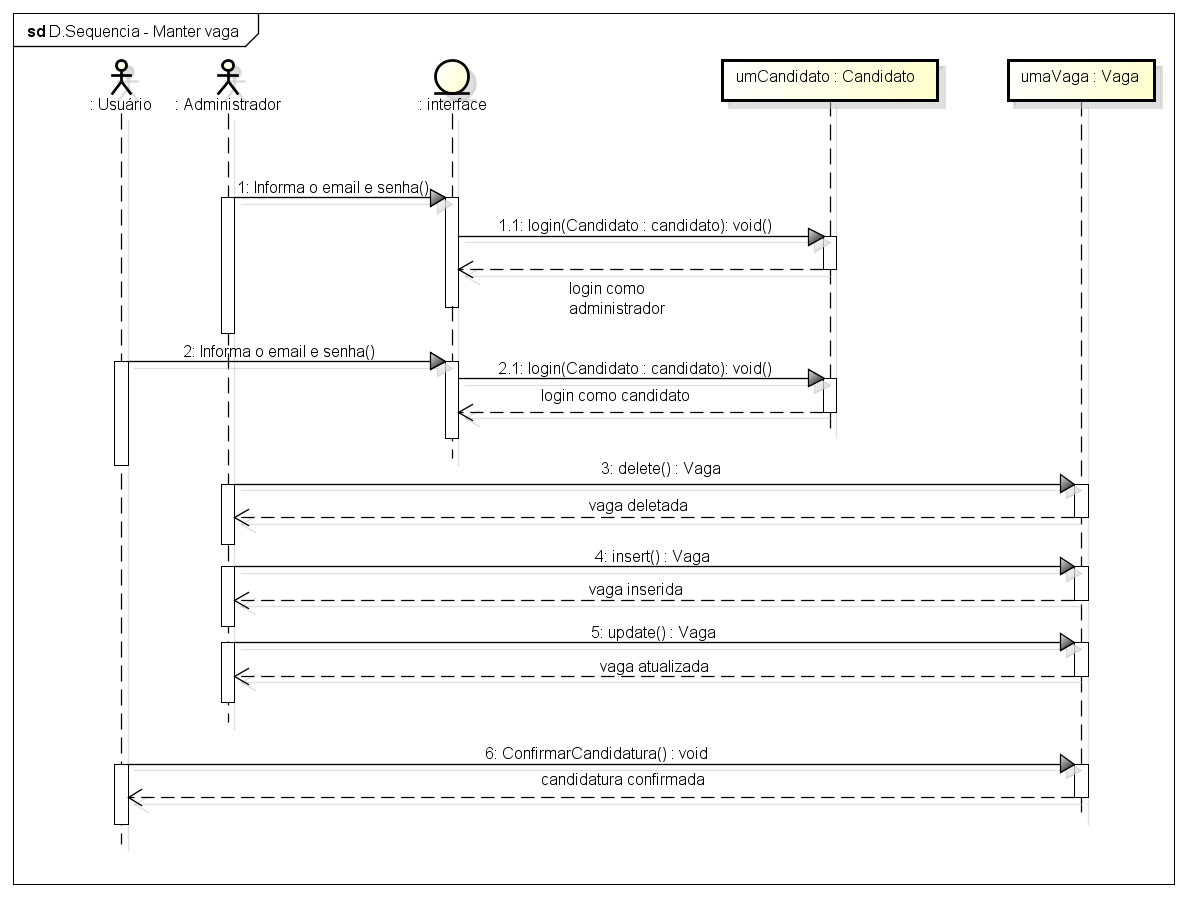 sd D.Sequencia - Manter vaga
: Usuário
: Administrador
: interface
umCandidato : Candidato
umaVaga : Vaga
1: Informa o email e senha()
1.1: login(Candidato : candidato): void()
login como
administrador
2: Informa o email e senha()
2.1: login(Candidato : candidato): void()
login como candidato
3: delete() : Vaga
vaga deletada
4: insert() : Vaga
vaga inserida
5: update() : Vaga
vaga atualizada
6: ConfirmarCandidatura() : void
candidatura confirmada